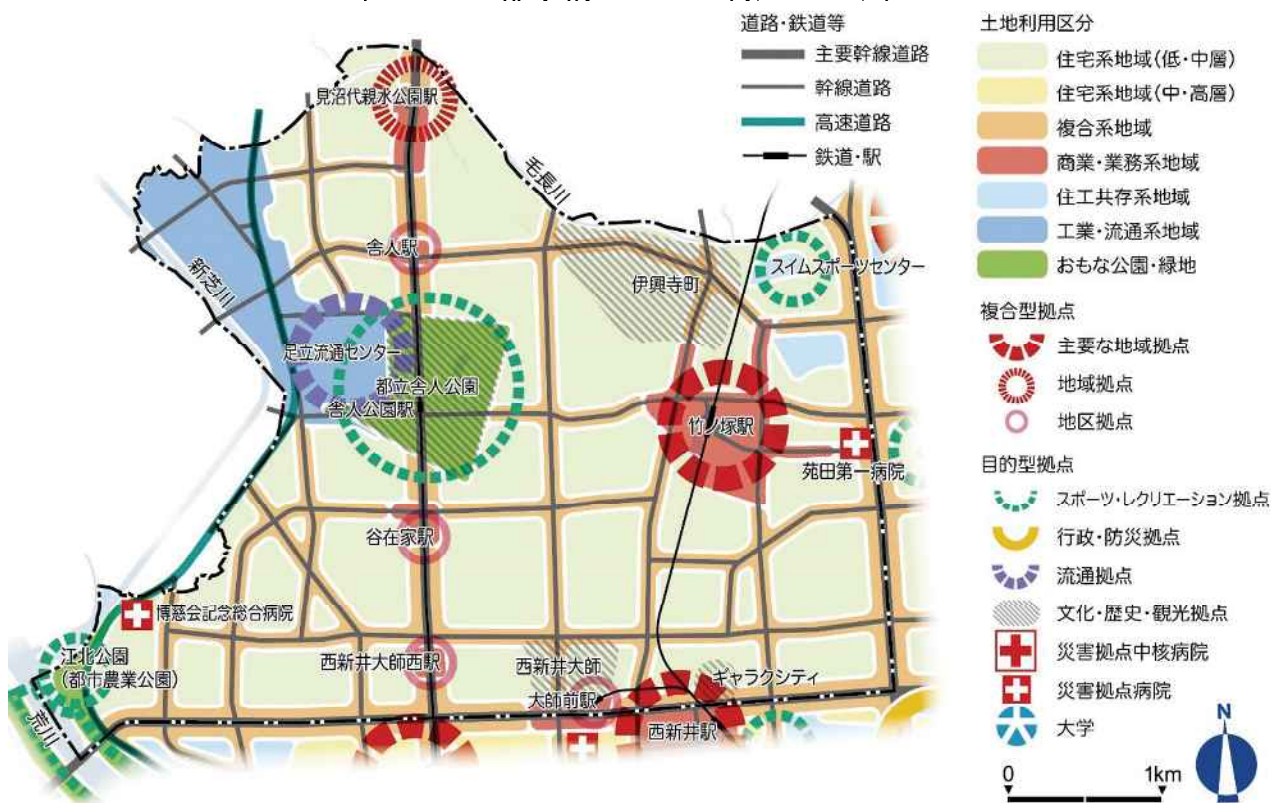 道路・鉄道等
主要幹線道路
幹線道路
高速道路
鉄道・駅
土地利用区分
住宅系地域(低・中層)
住宅系地域(中・高層)
複合系地域
商業・業務系地域
住工共存系地域
工業・流通系地域
おもな公園・緑地
複合型拠点
主要な地域拠点
地域拠点
地区拠点
目的型拠点
スポーツ・レクリエーション拠点
行政・防災拠点
流通拠点
文化・歴史・観光拠点
災害拠点中核病院
災害拠点病院
大学
N
0 1km
見沼代親水公園駅
毛長川
舎人駅
新芝川
伊興寺町
スイムスポーツセンター
足立流通センター
都立舎人公園
舎人公園駅
竹ノ塚駅
苑田第一病院
谷在家駅
博慈会記念総合病院
江北公園
(都市農業公園)
荒川
西新井大師西駅
西新井大師
大師前駅
ギャラクシティ
西新井駅